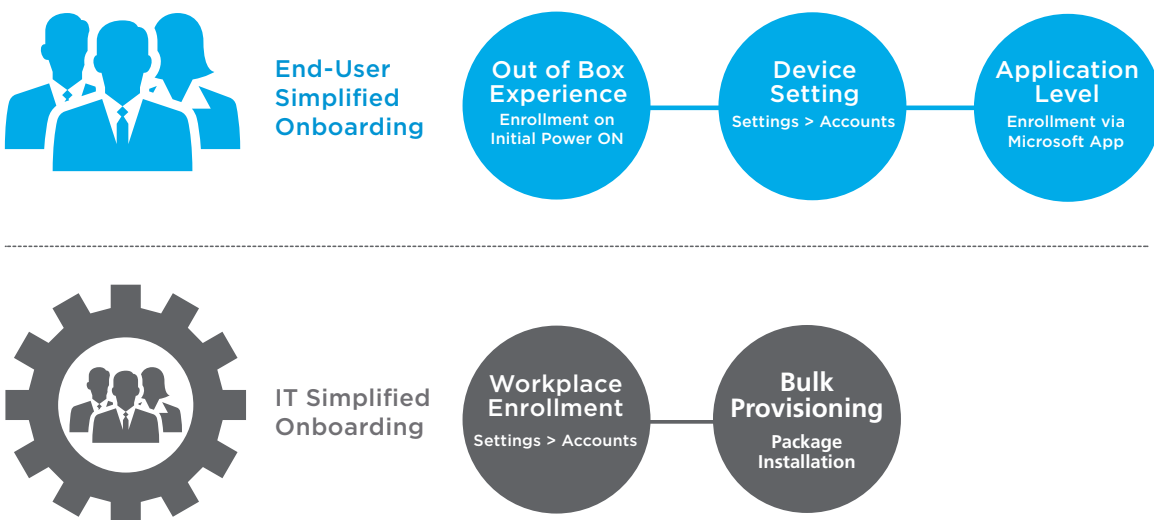 End-User
Simplified
Onboarding
Out of Box
Experience
Enrollment on
Initial Power ON
Device
Setting
Settings > Accounts
Application
Level
Enrollment via
Microsoft App
IT Simplified
Onboarding
Workplace
Enrollment
Settings > Accounts
Bulk
Provisioning
Package
Installation